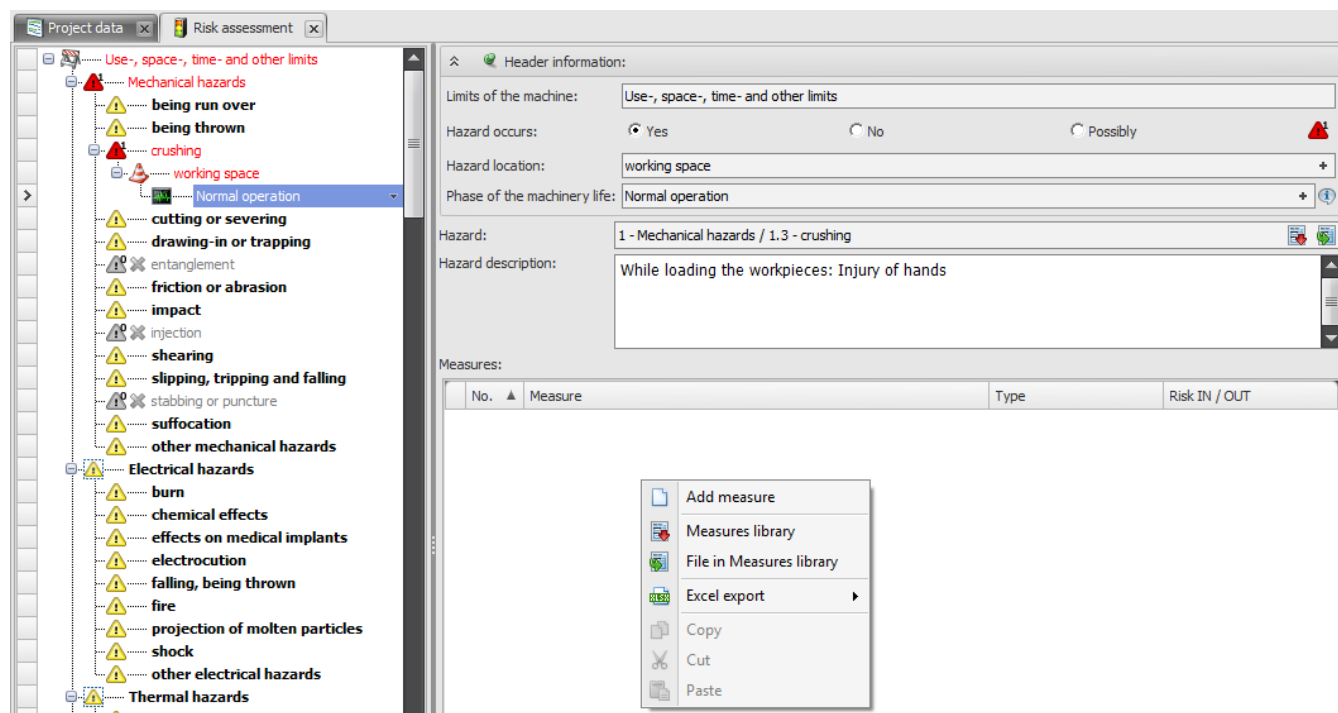 Project data
Risk assessment
Use-, space-, time- and other limits
Mechanical hazards
being run over
being thrown
crushing
working space
Normal operation
cutting or severing
drawing-in or trapping
entanglement
friction or abrasion
impact
injection
shearing
slipping, tripping and falling
stabbing or puncture
suffocation
other mechanical hazards
Electrical hazards
burn
chemical effects
effects on medical implants
electrocution
falling, being thrown
fire
projection of molten particles
shock
other electrical hazards
Thermal hazards
Header information:
Limits of the machine: Use-, space-, time- and other limits
Hazard occurs: Yes No Possibly
Hazard location: working space
Phase of the machinery life: Normal operation
Hazard: 1 - Mechanical hazards / 1.3 - crushing
Hazard description: While loading the workpieces: Injury of hands
Measures:
No. Measure Type Risk IN / OUT
Add measure
Measures library
File in Measures library
XLSX Excel export
Copy
Cut
Paste